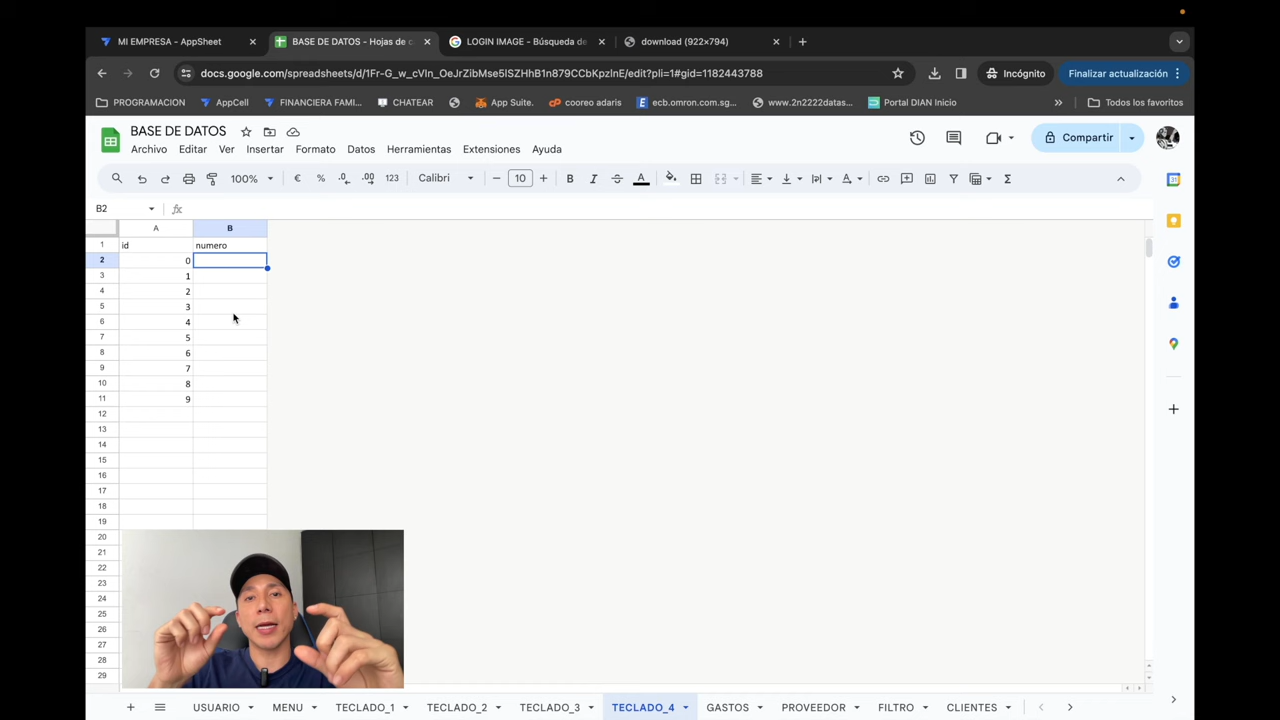 MI EMPRESA - AppSheet
BASE DE DATOS - Hojas de c
LOGIN IMAGE - Búsqueda de
download (922×794)
docs.google.com/spreadsheets/d/1Fr-G_w_cVln_OeJrZibMse5lSZHhB1n879CCbKpzlnE/edit?pli=1#gid=1182443788
Incógnito
Finalizar actualización
PROGRAMACION
AppCell
FINANCIERA FAMI...
CHATEAR
App Suite.
cooreo adaris
ecb.omron.com.sg...
www.2n2222datas...
Portal DIAN Inicio
Todos los favoritos
BASE DE DATOS
Archivo Editar Ver Insertar Formato Datos Herramientas Extensiones Ayuda
Compartir
100% € % .0 .00 123 Calibri 10 B I A Σ
B2 fx
A B
1 id numero
2 0
3 1
4 2
5 3
6 4
7 5
8 6
9 7
10 8
11 9
12
13
14
15
16
17
18
19
20
21
22
23
24
25
26
27
28
29
USUARIO MENU TECLADO_1 TECLADO_2 TECLADO_3 TECLADO_4 GASTOS PROVEEDOR FILTRO CLIENTES